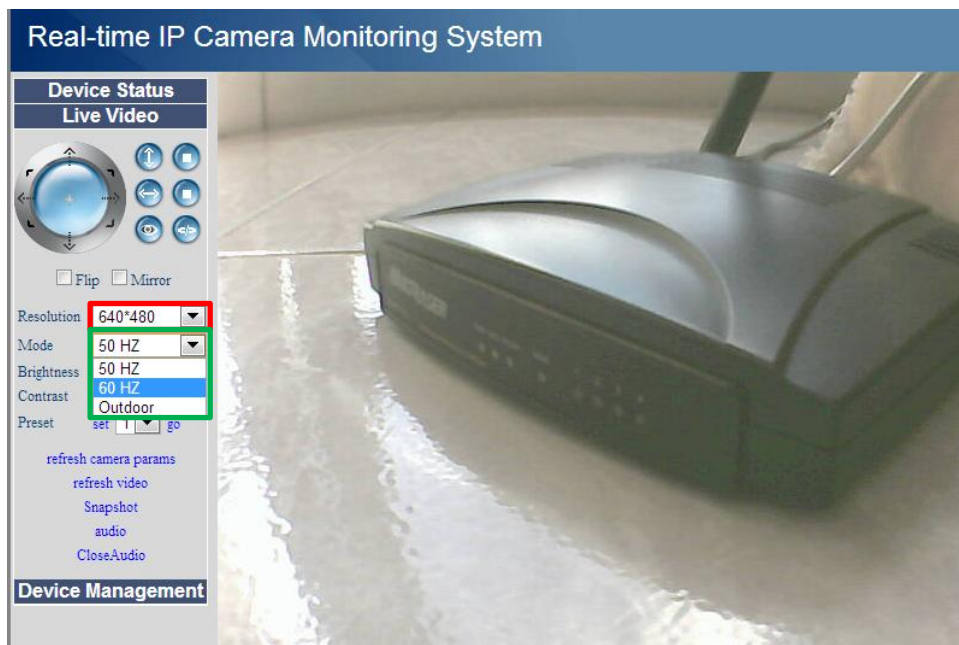 Real-time IP Camera Monitoring System
Device Status
Live Video
Flip Mirror
Resolution 640*480
Mode 50 HZ
Brightness 50 HZ
Contrast 60 HZ
Outdoor
Preset set 1 go
refresh camera params
refresh video
Snapshot
audio
CloseAudio
Device Management